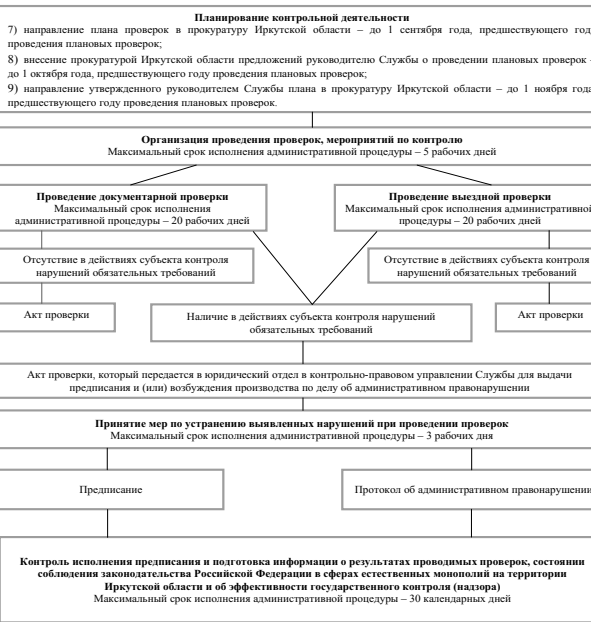 Планирование контрольной деятельности
7) направление плана проверок в прокуратуру Иркутской области – до 1 сентября года, предшествующего год
проведения плановых проверок;
8) внесение прокуратурой Иркутской области предложений руководителю Службы о проведении плановых проверок –
до 1 октября года, предшествующего году проведения плановых проверок;
9) направление утвержденного руководителем Службы плана в прокуратуру Иркутской области – до 1 ноября года
предшествующего году проведения плановых проверок.
Организация проведения проверок, мероприятий по контролю
Максимальный срок исполнения административной процедуры – 5 рабочих дней
Проведение документарной проверки
Максимальный срок исполнения
административной процедуры – 20 рабочих дней
Проведение выездной проверки
Максимальный срок исполнения административной
процедуры – 20 рабочих дней
Отсутствие в действиях субъекта контроля
нарушений обязательных требований
Отсутствие в действиях субъекта контроля
нарушений обязательных требований
Акт проверки
Наличие в действиях субъекта контроля нарушений
обязательных требований
Акт проверки
Акт проверки, который передается в юридический отдел в контрольно-правовом управлении Службы для выдачи
предписания и (или) возбуждения производства по делу об административном правонарушении
Принятие мер по устранению выявленных нарушений при проведении проверок
Максимальный срок исполнения административной процедуры – 3 рабочих дня
Предписание
Протокол об административном правонарушении
Контроль исполнения предписания и подготовка информации о результатах проводимых проверок, состоянии
соблюдения законодательства Российской Федерации в сферах естественных монополий на территории
Иркутской области и об эффективности государственного контроля (надзора)
Максимальный срок исполнения административной процедуры – 30 календарных дней